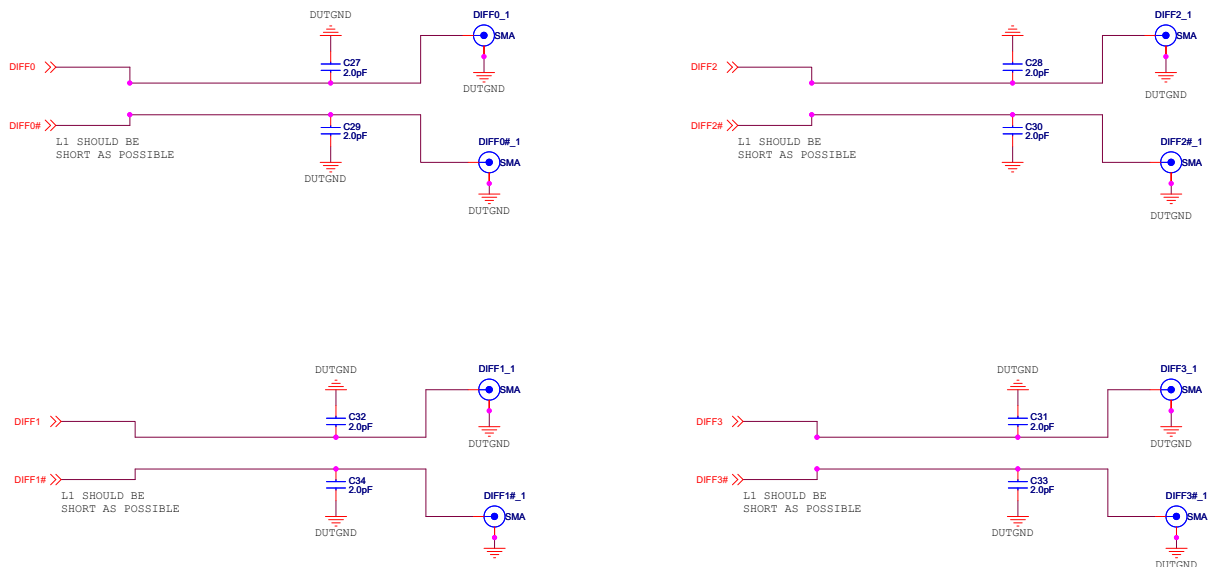 DUTGND
DIFF0_1
SMA
C27
2.0pF
DIFF0
DUTGND
DIFF0#
L1 SHOULD BE
SHORT AS POSSIBLE
C29
2.0pF
DUTGND
DIFF0#_1
SMA
DUTGND
DIFF2_1
SMA
C28
2.0pF
DIFF2
DUTGND
DIFF2#
L1 SHOULD BE
SHORT AS POSSIBLE
C30
2.0pF
DIFF2#_1
SMA
DUTGND
DUTGND
DIFF1_1
SMA
C32
2.0pF
DIFF1
DUTGND
DIFF1#
L1 SHOULD BE
SHORT AS POSSIBLE
C34
2.0pF
DUTGND
DIFF1#_1
SMA
DUTGND
DIFF3_1
SMA
C31
2.0pF
DIFF3
DUTGND
DIFF3#
L1 SHOULD BE
SHORT AS POSSIBLE
C33
2.0pF
DUTGND
DIFF3#_1
SMA
DUTGND